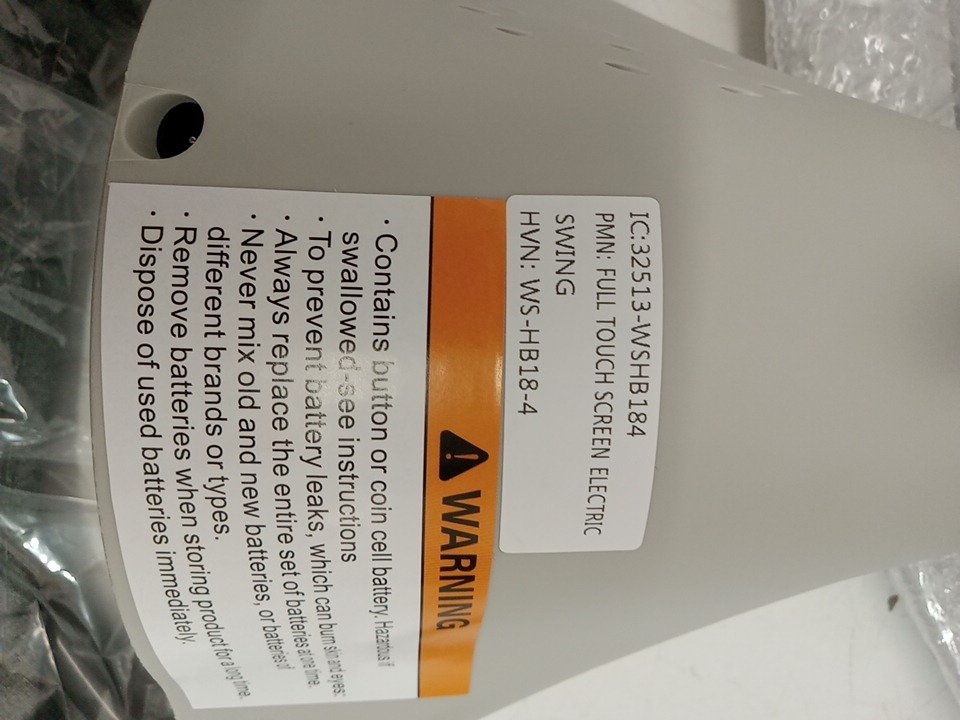 IC:32513-WSHB184
PMN: FULL TOUCH SCREEN ELECTRIC
SWING
HVN: WS-HB18-4
WARNING
· Contains button or coin cell battery. Hazardous if
swallowed-see instructions
· To prevent battery leaks, which can burn skin and eyes:
· Always replace the entire set of batteries at one time.
· Never mix old and new batteries, or batteries of
different brands or types.
· Remove batteries when storing product for a long time.
· Dispose of used batteries immediately.